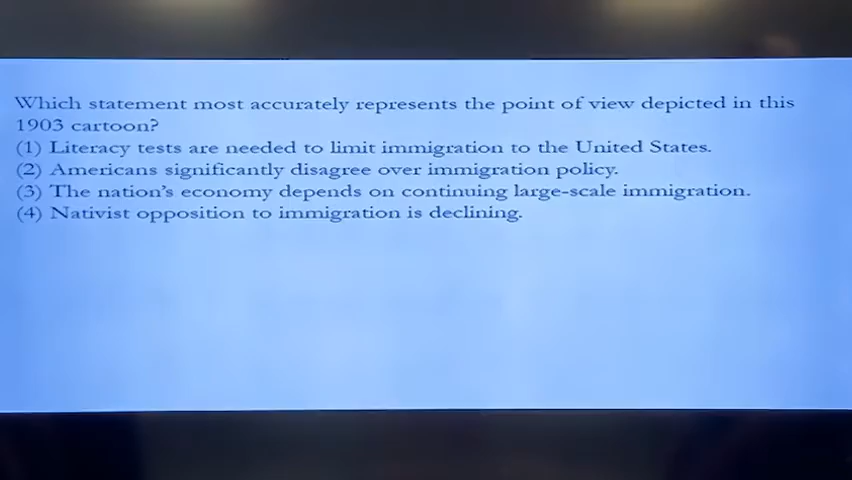 Which statement most accurately represents the point of view depicted in this
1903 cartoon?
(1) Literacy tests are needed to limit immigration to the United States.
(2) Americans significantly disagree over immigration policy.
(3) The nation's economy depends on continuing large-scale immigration.
(4) Nativist opposition to immigration is declining.